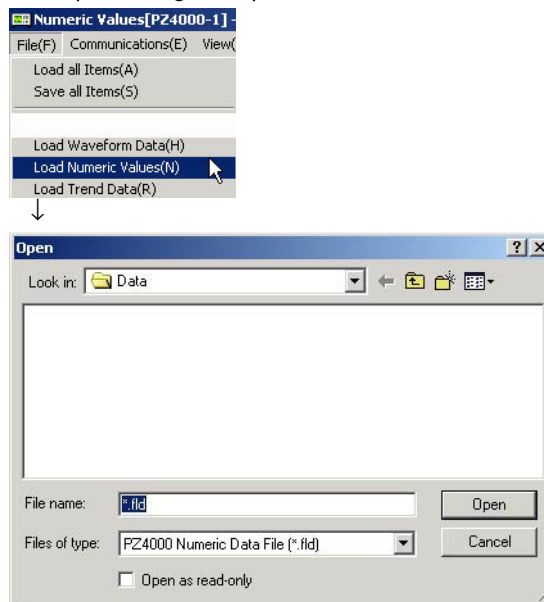 Numeric Values[PZ4000-1] -
File(F) Communications(E) View(
Load all Items(A)
Save all Items(S)
Load Waveform Data(H)
Load Numeric Values(N)
Load Trend Data(R)
↓
Open
Look in: Data
File name: *.fld
Open
Files of type: PZ4000 Numeric Data File (*.fld)
Cancel
Open as read-only